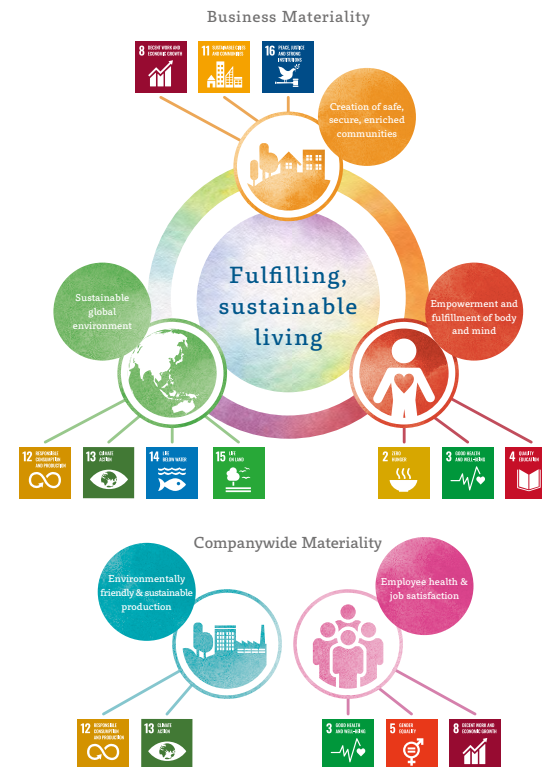 Business Materiality
8 DECENT WORK AND
ECONOMIC GROWTH
11 SUSTAINABLE CITIES
AND COMMUNITIES
16 PEACE, JUSTICE
AND STRONG
INSTITUTIONS
Creation of safe,
secure, enriched
communities
Fulfilling,
sustainable
living
Sustainable
global
environment
Empowerment and
fulfillment of body
and mind
12 RESPONSIBLE
CONSUMPTION
AND PRODUCTION
13 CLIMATE
ACTION
14 LIFE
BELOW WATER
15 LIFE
ON LAND
2 ZERO
HUNGER
3 GOOD HEALTH
AND WELL-BEING
4 QUALITY
EDUCATION
Companywide Materiality
Environmentally
friendly & sustainable
production
Employee health &
job satisfaction
12 RESPONSIBLE
CONSUMPTION
AND PRODUCTION
13 CLIMATE
ACTION
3 GOOD HEALTH
AND WELL-BEING
5 GENDER
EQUALITY
8 DECENT WORK AND
ECONOMIC GROWTH